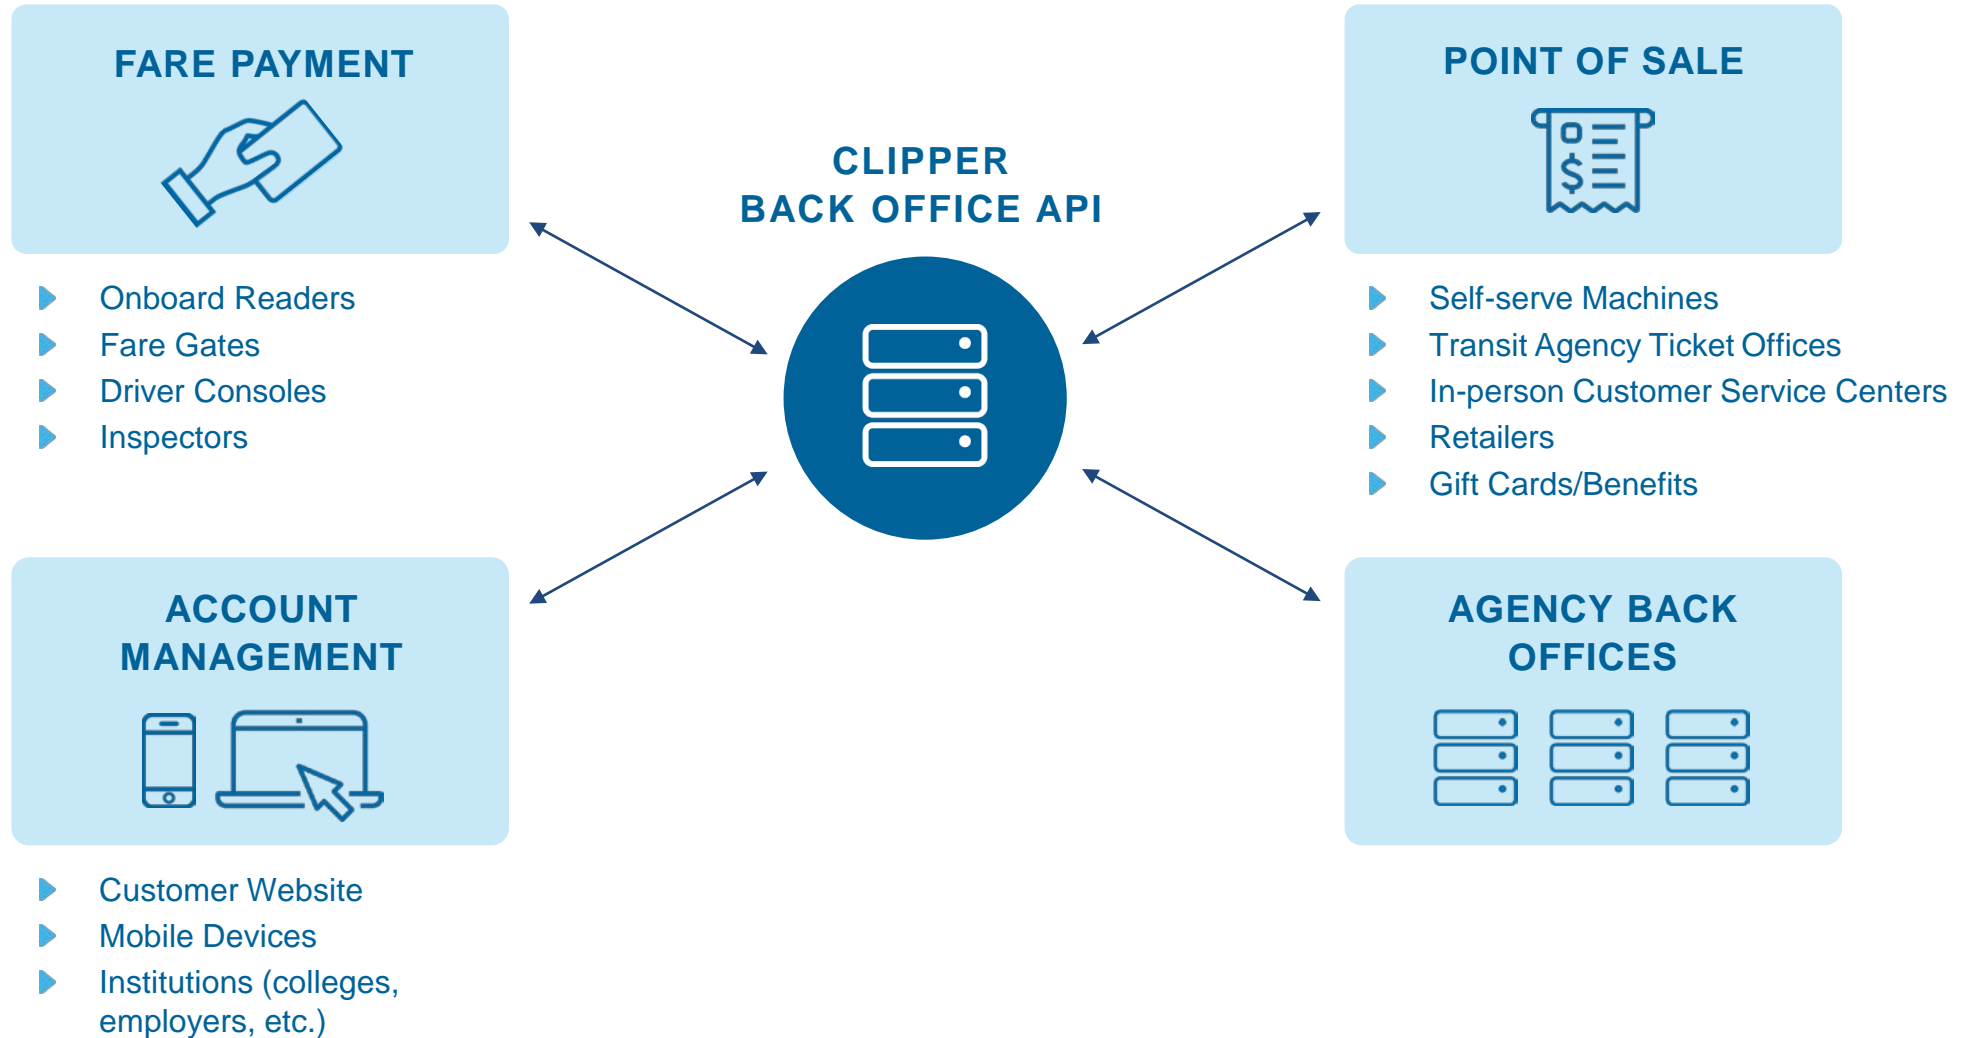 FARE PAYMENT
Onboard Readers
Fare Gates
Driver Consoles
Inspectors
CLIPPER
BACK OFFICE API
POINT OF SALE
$
Self-serve Machines
Transit Agency Ticket Offices
In-person Customer Service Centers
Retailers
Gift Cards/Benefits
ACCOUNT
MANAGEMENT
Customer Website
Mobile Devices
Institutions (colleges,
employers, etc.)
AGENCY BACK
OFFICES